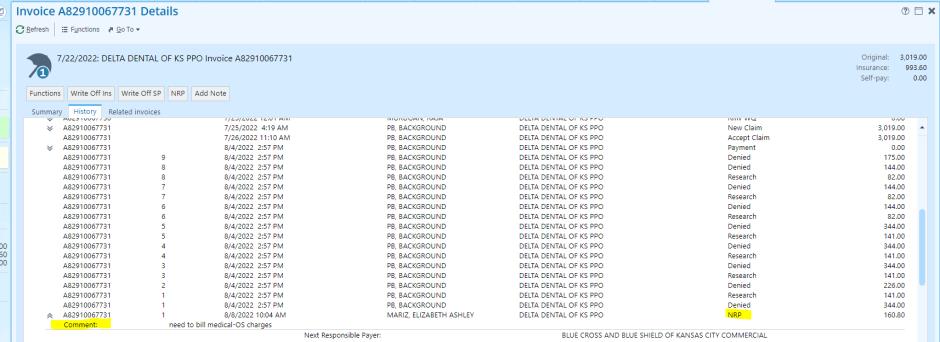 Invoice A82910067731 Details
Refresh Functions Go To
7/22/2022: DELTA DENTAL OF KS PPO Invoice A82910067731
Original: 3,019.00
Insurance: 993.60
Self-pay: 0.00
1
Functions Write Off Ins Write Off SP NRP Add Note
Summary History Related invoices
A82910067731 7/25/2022 4:19 AM PB, BACKGROUND DELTA DENTAL OF KS PPO New Claim 3,019.00
A82910067731 7/26/2022 11:10 AM PB, BACKGROUND DELTA DENTAL OF KS PPO Accept Claim 3,019.00
A82910067731 8/4/2022 2:57 PM PB, BACKGROUND DELTA DENTAL OF KS PPO Payment 0.00
A82910067731 9 8/4/2022 2:57 PM PB, BACKGROUND DELTA DENTAL OF KS PPO Denied 175.00
A82910067731 8 8/4/2022 2:57 PM PB, BACKGROUND DELTA DENTAL OF KS PPO Denied 144.00
A82910067731 8 8/4/2022 2:57 PM PB, BACKGROUND DELTA DENTAL OF KS PPO Research 82.00
A82910067731 7 8/4/2022 2:57 PM PB, BACKGROUND DELTA DENTAL OF KS PPO Denied 144.00
A82910067731 7 8/4/2022 2:57 PM PB, BACKGROUND DELTA DENTAL OF KS PPO Research 82.00
A82910067731 6 8/4/2022 2:57 PM PB, BACKGROUND DELTA DENTAL OF KS PPO Denied 144.00
A82910067731 6 8/4/2022 2:57 PM PB, BACKGROUND DELTA DENTAL OF KS PPO Research 82.00
A82910067731 5 8/4/2022 2:57 PM PB, BACKGROUND DELTA DENTAL OF KS PPO Denied 344.00
A82910067731 5 8/4/2022 2:57 PM PB, BACKGROUND DELTA DENTAL OF KS PPO Research 141.00
A82910067731 4 8/4/2022 2:57 PM PB, BACKGROUND DELTA DENTAL OF KS PPO Denied 344.00
A82910067731 4 8/4/2022 2:57 PM PB, BACKGROUND DELTA DENTAL OF KS PPO Research 141.00
A82910067731 3 8/4/2022 2:57 PM PB, BACKGROUND DELTA DENTAL OF KS PPO Denied 344.00
A82910067731 3 8/4/2022 2:57 PM PB, BACKGROUND DELTA DENTAL OF KS PPO Research 141.00
A82910067731 2 8/4/2022 2:57 PM PB, BACKGROUND DELTA DENTAL OF KS PPO Denied 226.00
A82910067731 1 8/4/2022 2:57 PM PB, BACKGROUND DELTA DENTAL OF KS PPO Research 141.00
A82910067731 1 8/4/2022 2:57 PM PB, BACKGROUND DELTA DENTAL OF KS PPO Denied 344.00
A82910067731 1 8/8/2022 10:04 AM MARIZ, ELIZABETH ASHLEY DELTA DENTAL OF KS PPO NRP 160.80
Comment: need to bill medical-OS charges
Next Responsible Payer: BLUE CROSS AND BLUE SHIELD OF KANSAS CITY COMMERCIAL